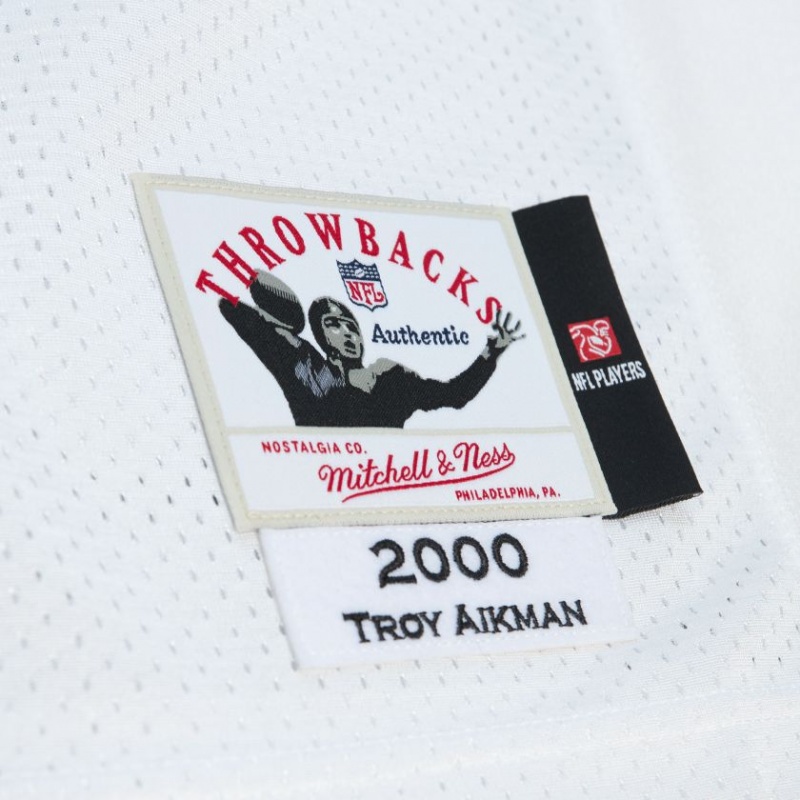 THROWBACKS
NFL
Authentic
NFL PLAYERS
NOSTALGIA CO.
Mitchell & Ness
PHILADELPHIA, PA.
2000
TROY AIKMAN